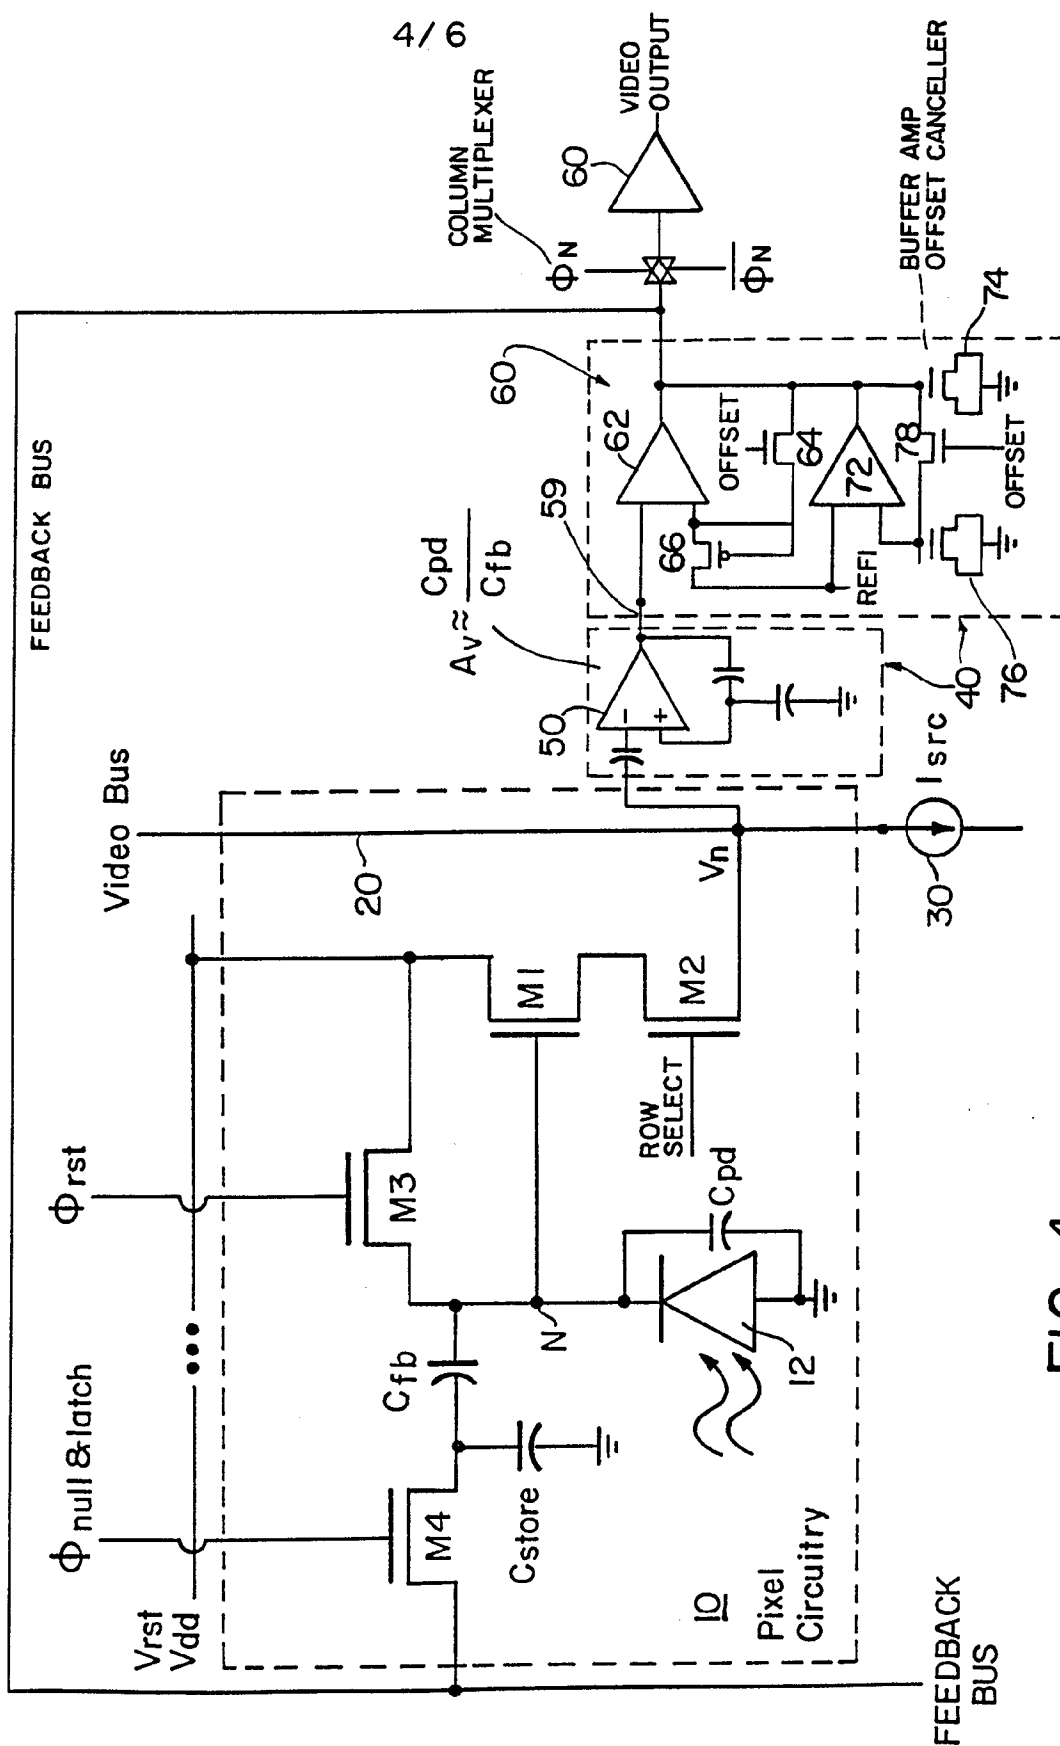 4/6
FEEDBACK BUS
Φnull&latch
Φrst
Video Bus
COLUMN
MULTIPLEXER
Vrst
Vdd
20
Av≈Cpd/Cfb
ΦN
60
VIDEO
OUTPUT
ΦN
M4
Cfb
M3
N
M1
M2
ROW
SELECT
Vn
Cstore
Cpd
12
10
Pixel
Circuitry
50
−
+
59
60
62
OFFSET
64
66
72
78
REF1
OFFSET
BUFFER AMP
OFFSET CANCELLER
74
76
40
30
Isrc
FEEDBACK
BUS